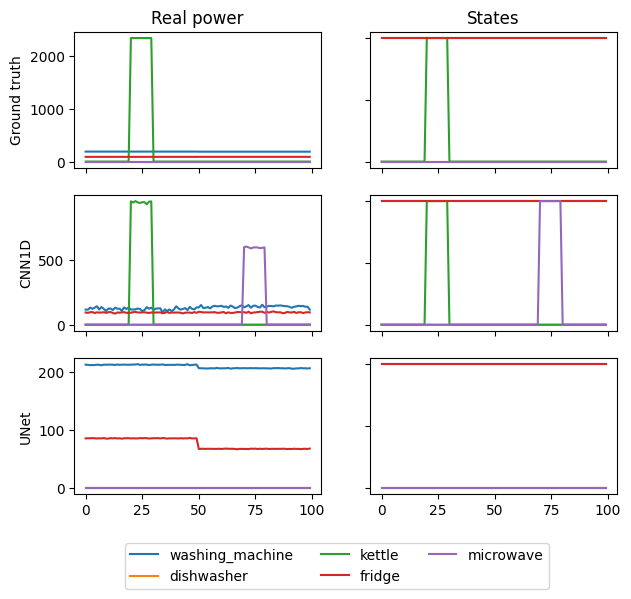 Real power
States
Ground truth
2000
1000
0
CNN1D
500
0
UNet
200
100
0
0 25 50 75 100
0 25 50 75 100
washing_machine kettle microwave
dishwasher fridge